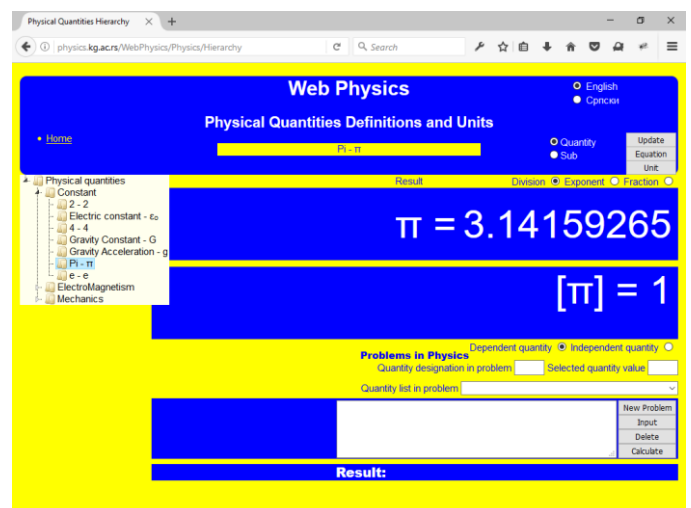 Physical Quantities Hierarchy
physics.kg.ac.rs/WebPhysics/Physics/Hierarchy
Search
Web Physics
English
Српски
Physical Quantities Definitions and Units
Home
Pi - π
Quantity
Sub
Update
Equation
Unit
Result
Division
Exponent
Fraction
Physical quantities
Constant
2 - 2
Electric constant - ε₀
4 - 4
Gravity Constant - G
Gravity Acceleration - g
Pi - π
e - e
ElectroMagnetism
Mechanics
π = 3.14159265
[π] = 1
Dependent quantity
Independent quantity
Problems in Physics
Quantity designation in problem
Selected quantity value
Quantity list in problem
New Problem
Input
Delete
Calculate
Result: